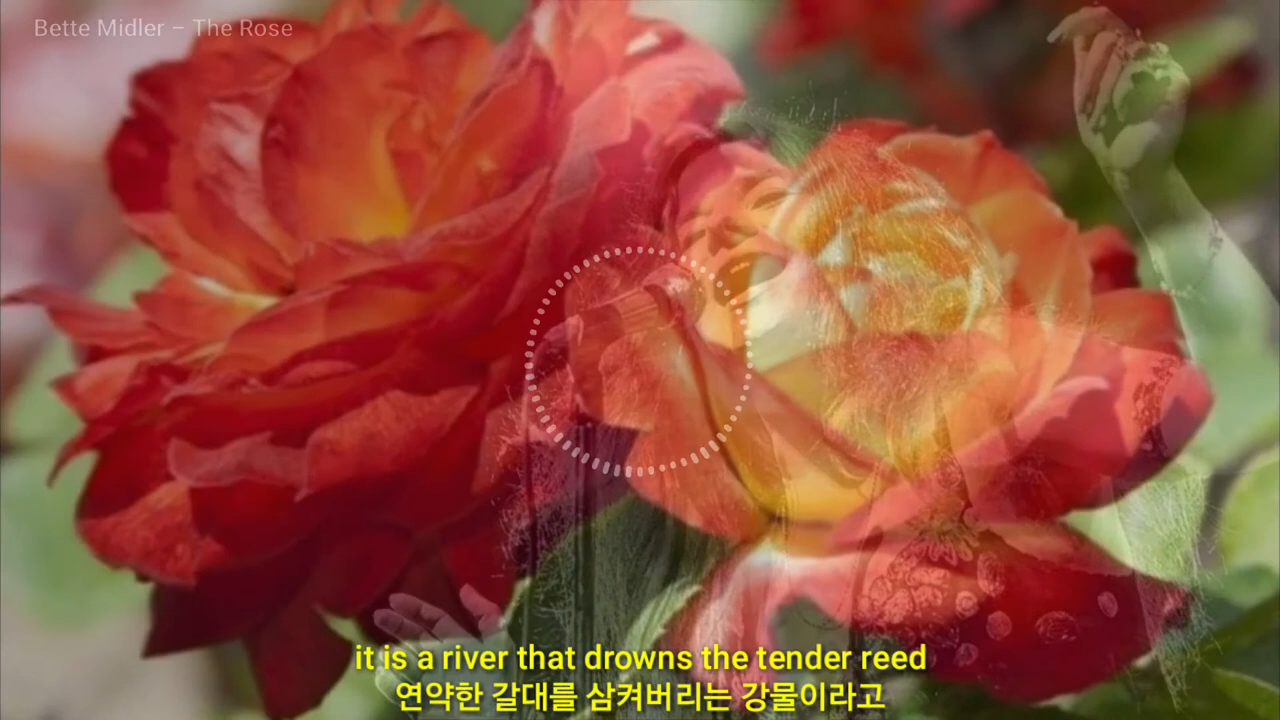 Bette Midler – The Rose
it is a river that drowns the tender reed
연약한 갈대를 삼켜버리는 강물이라고